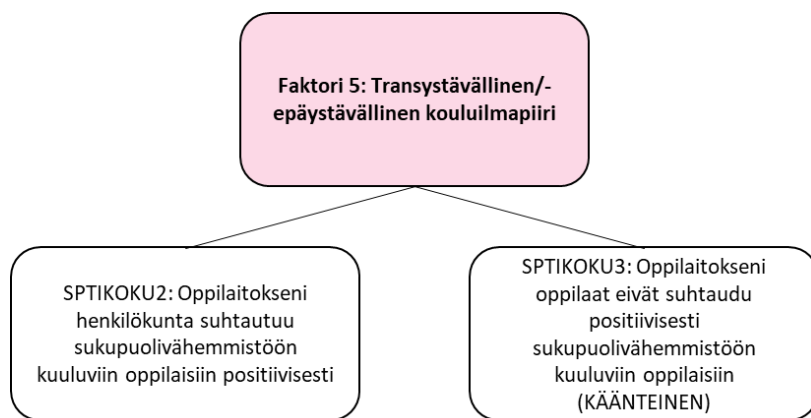 Faktori 5: Transystävällinen/-
epäystävällinen kouluilmapiiri
SPTIKOKU2: Oppilaitokseni
henkilökunta suhtautuu
sukupuolivähemmistöön
kuuluviin oppilaisiin positiivisesti
SPTIKOKU3: Oppilaitokseni
oppilaat eivät suhtaudu
positiivisesti
sukupuolivähemmistöön
kuuluviin oppilaisiin
(KÄÄNTEINEN)